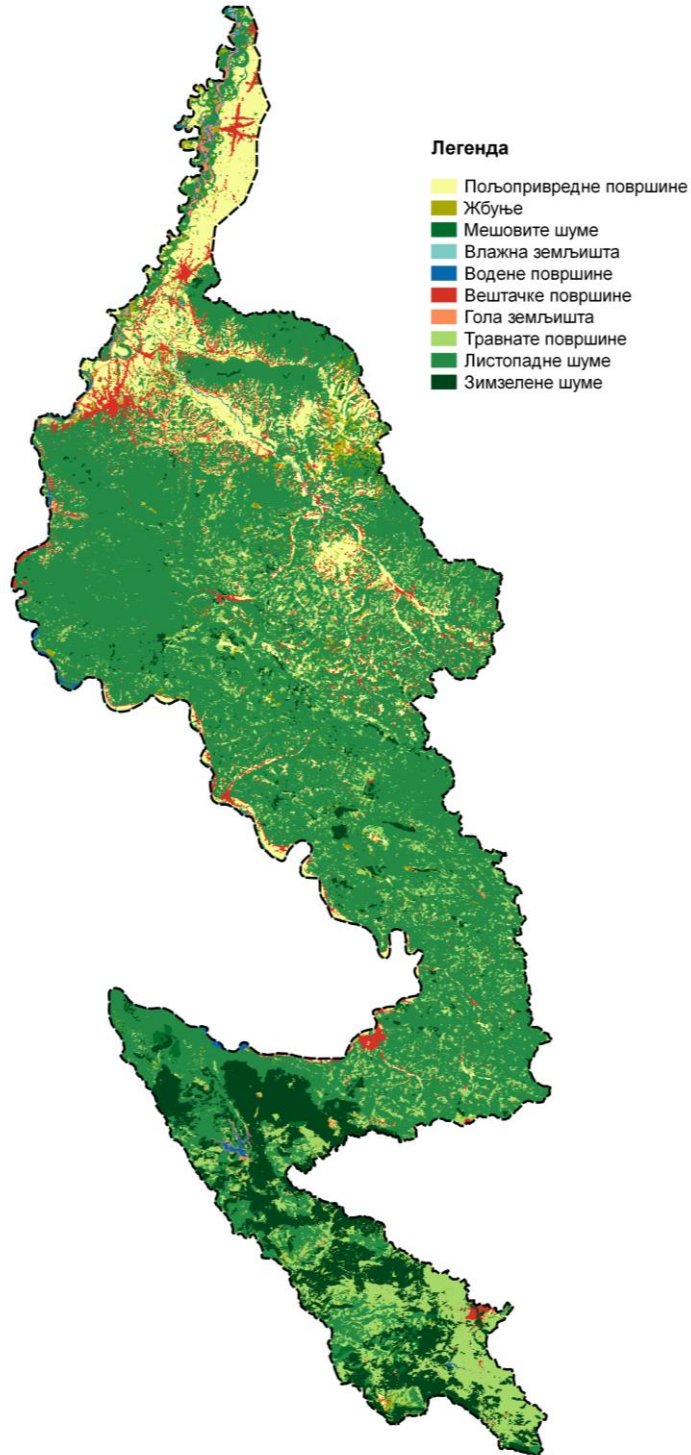 Легенда
Пољопривредне површине
Жбуње
Мешовите шуме
Влажна земљишта
Водене површине
Вештачке површине
Гола земљишта
Травнате површине
Листопадне шуме
Зимзелене шуме